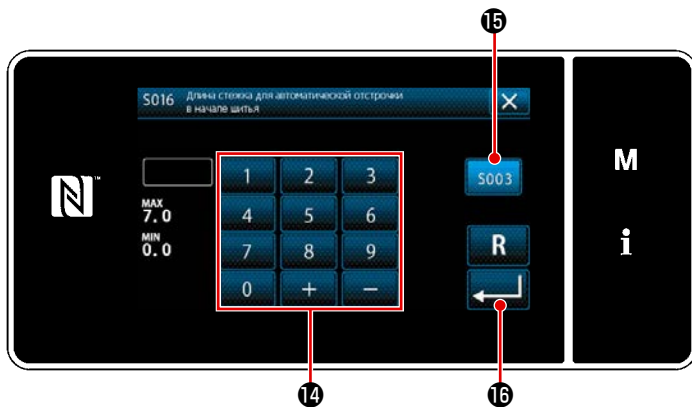 ⓯
S016 Длина стежка для автоматической отстрочки
в начале шитья
X
1 2 3
S003
M
N™
MAX
7.0
4 5 6
MIN
0.0
7 8 9
R
i
0 + −
⓮
⓰